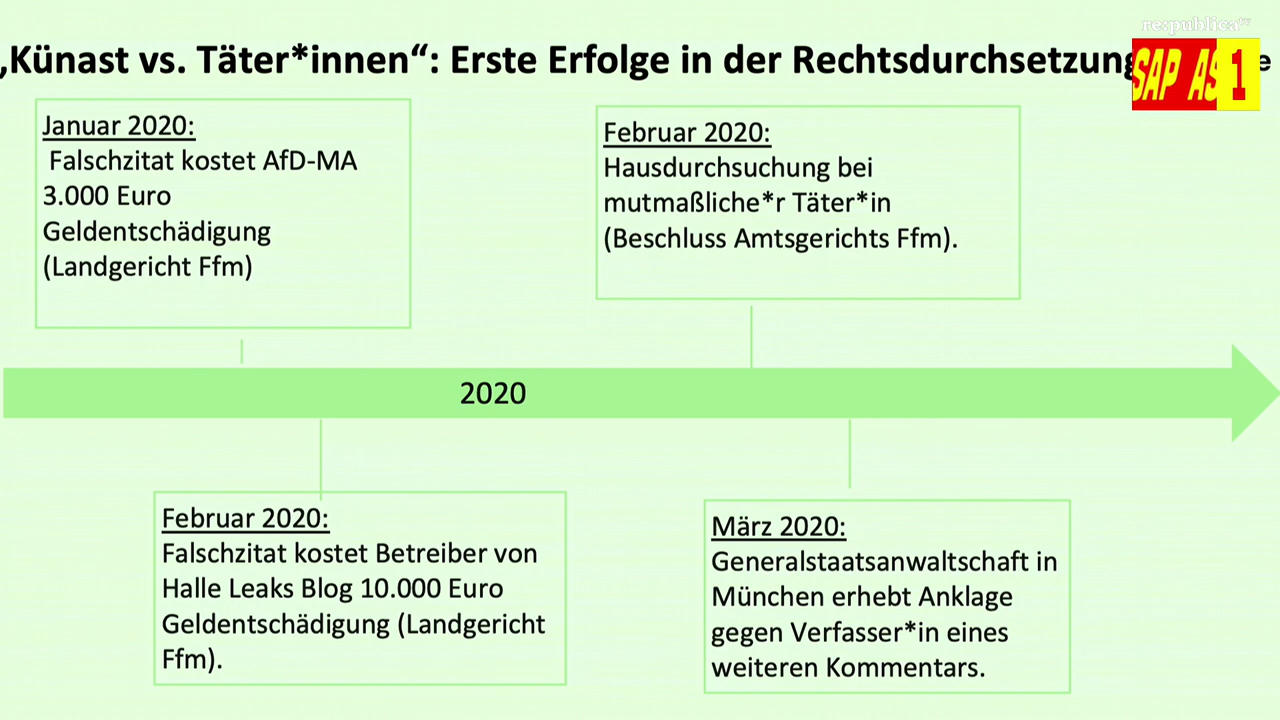 respublica tv
„Künast vs. Täter*innen“: Erste Erfolge in der Rechtsdurchsetzung
SAP AS 1
Januar 2020:
Falschzitat kostet AfD-MA
3.000 Euro
Geldentschädigung
(Landgericht Ffm)
Februar 2020:
Hausdurchsuchung bei
mutmaßliche*r Täter*in
(Beschluss Amtsgerichts Ffm).
2020
Februar 2020:
Falschzitat kostet Betreiber von
Halle Leaks Blog 10.000 Euro
Geldentschädigung (Landgericht
Ffm).
März 2020:
Generalstaatsanwaltschaft in
München erhebt Anklage
gegen Verfasser*in eines
weiteren Kommentars.